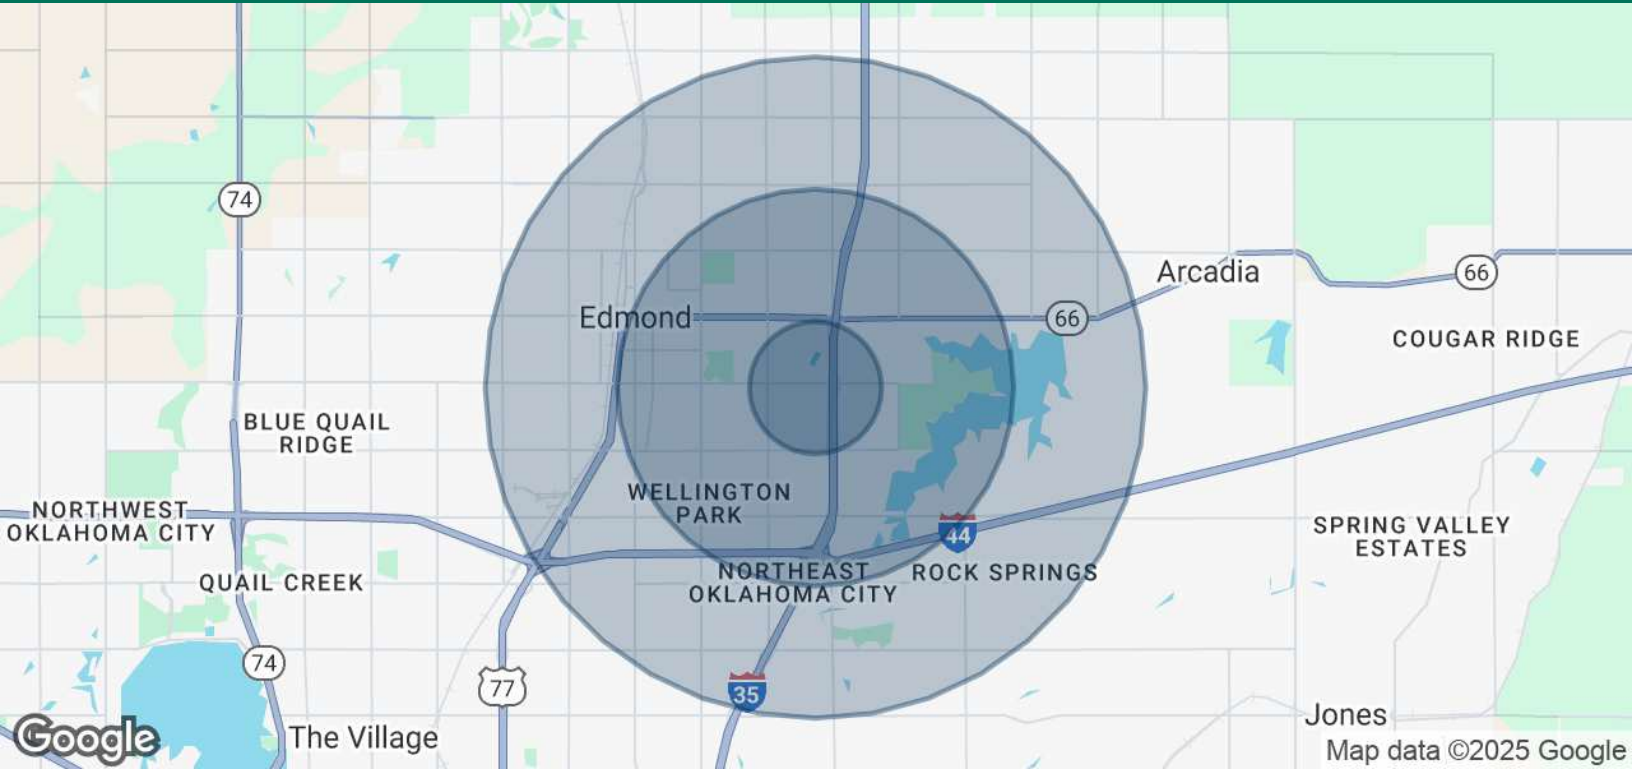 74
Arcadia
66
Edmond
66
COUGAR RIDGE
BLUE QUAIL
RIDGE
WELLINGTON
PARK
NORTHWEST
OKLAHOMA CITY
44
SPRING VALLEY
ESTATES
QUAIL CREEK
NORTHEAST
OKLAHOMA CITY
ROCK SPRINGS
74
77
35
Jones
Google
The Village
Map data ©2025 Google